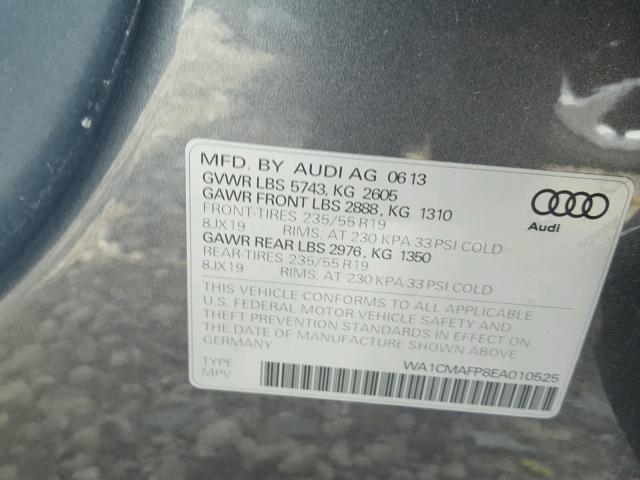 MFD. BY AUDI AG 0613
GVWR LBS 5743, KG 2605
GAWR FRONT LBS 2888, KG 1310
FRONT-TIRES 235/55 R19
8JX19 RIMS. AT 230 KPA 33 PSI COLD
GAWR REAR LBS 2976, KG 1350
REAR-TIRES 235/55 R19
8JX19 RIMS. AT 230 KPA 33 PSI COLD
Audi
THIS VEHICLE CONFORMS TO ALL APPLICABLE
U.S. FEDERAL MOTOR VEHICLE SAFETY AND
THEFT PREVENTION STANDARDS IN EFFECT ON
THE DATE OF MANUFACTURE SHOWN ABOVE
GERMANY
TYPE
MPV
WA1CMAFP8EA010525